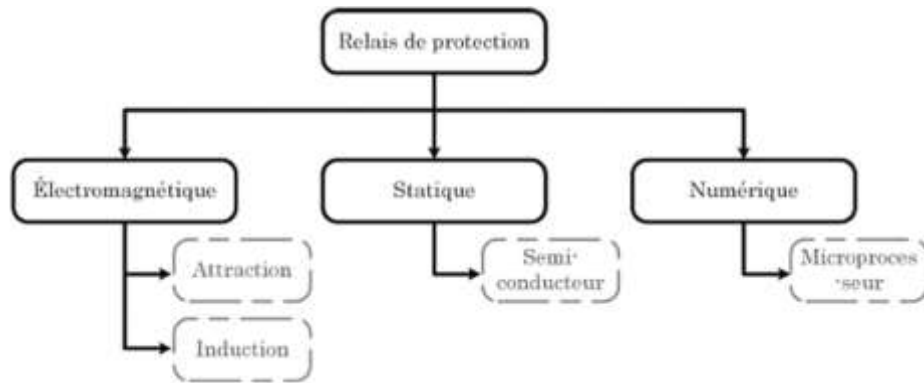 Relais de protection
Électromagnétique
Statique
Numérique
Attraction
Semi-
conducteur
Microproces
-seur
Induction